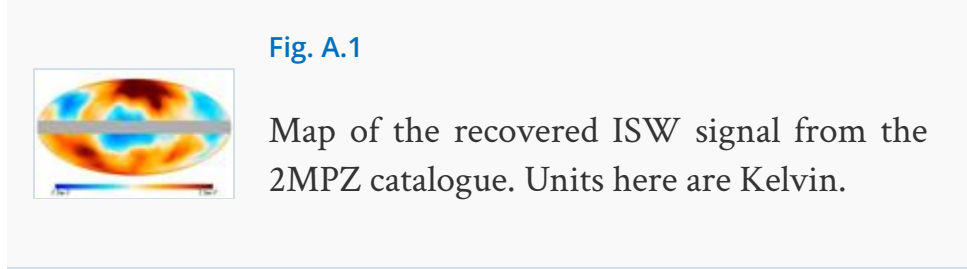 Fig. A.1
Map of the recovered ISW signal from the
2MPZ catalogue. Units here are Kelvin.